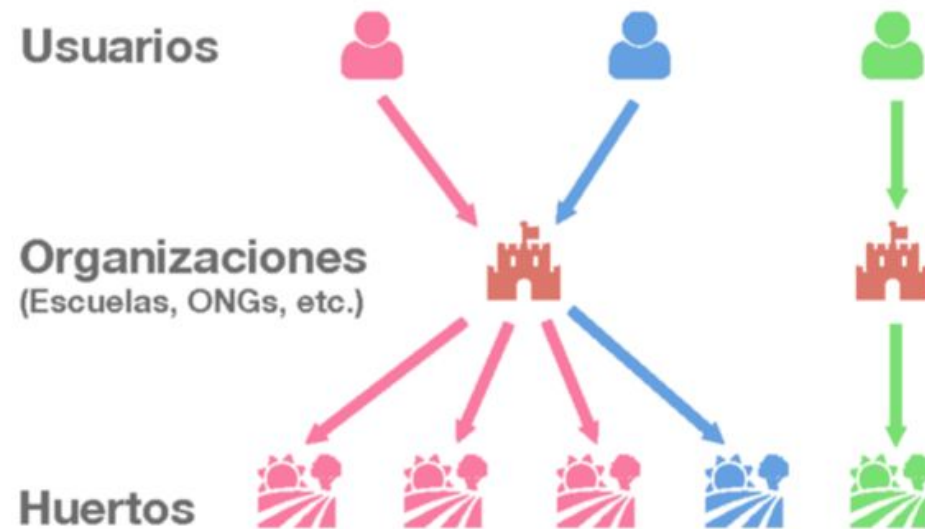 Usuarios
Organizaciones
(Escuelas, ONGs, etc.)
Huertos